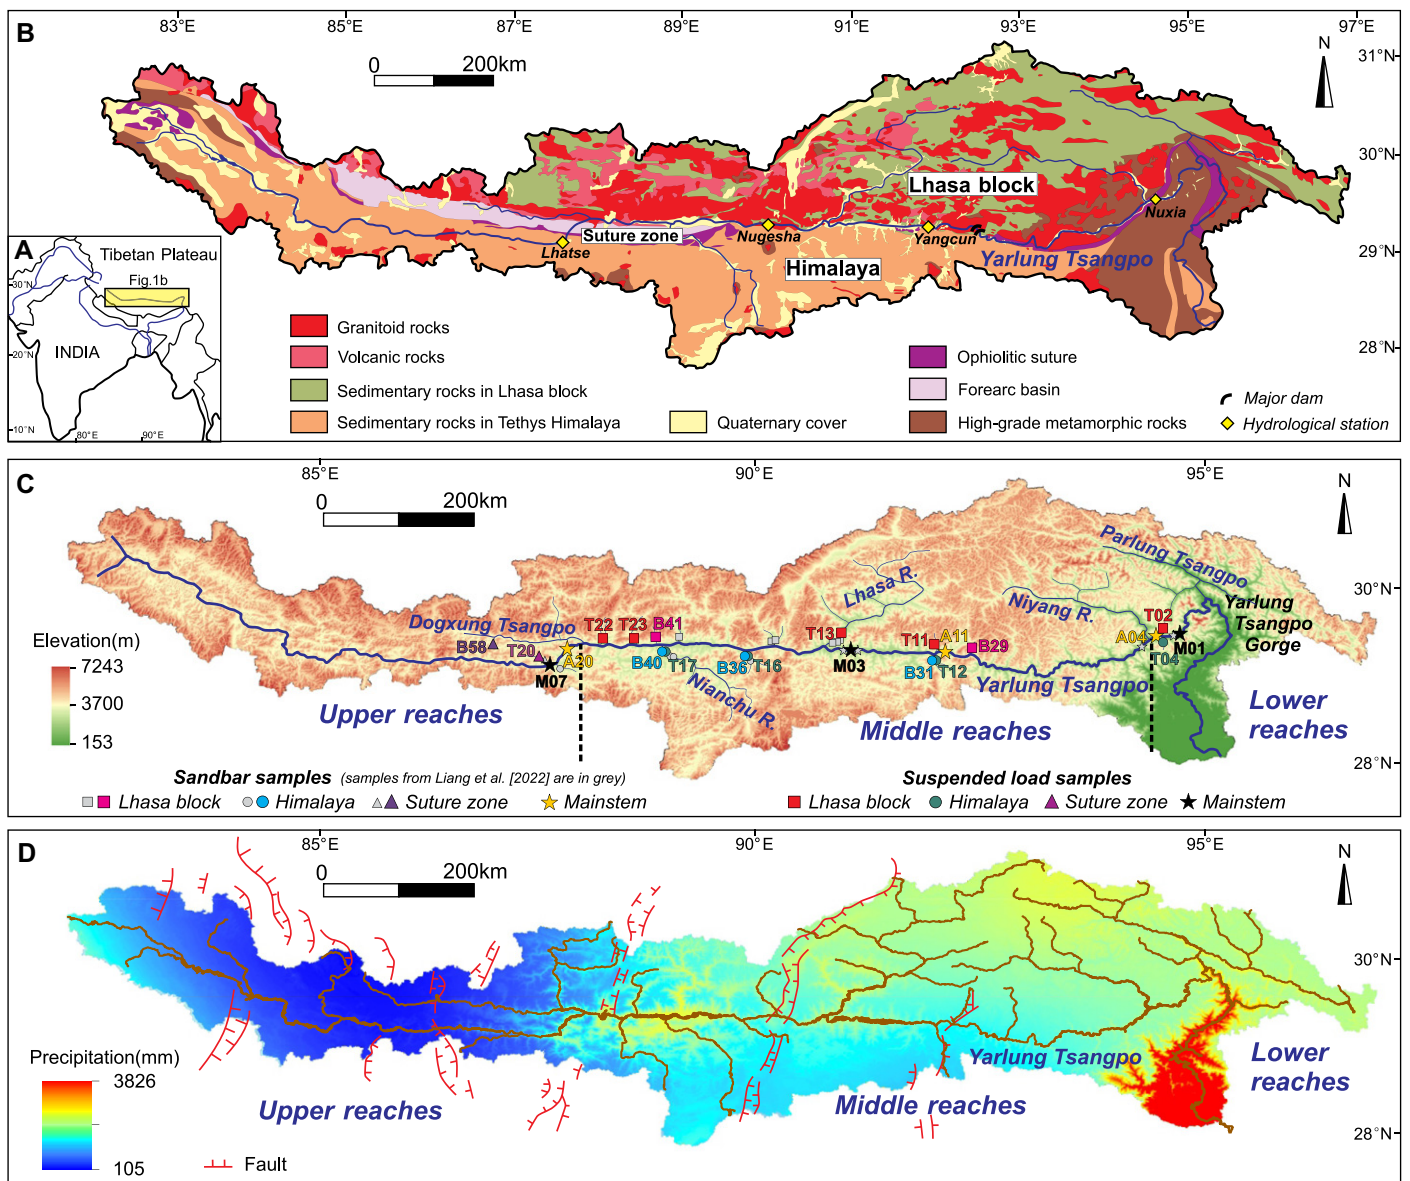 B
83°E 85°E 87°E 89°E 91°E 93°E 95°E 97°E
0 200km
N
31°N
30°N
29°N
28°N
Lhasa block
Suture zone
Himalaya
Lhatse
Nugesha
Yangcun
Nuxia
Yarlung Tsangpo
A
Tibetan Plateau
Fig.1b
INDIA
30°N
20°N
10°N
80°E 90°E
Granitoid rocks
Volcanic rocks
Sedimentary rocks in Lhasa block
Sedimentary rocks in Tethys Himalaya
Quaternary cover
Ophiolitic suture
Forearc basin
High-grade metamorphic rocks
Major dam
Hydrological station
C
85°E 90°E 95°E
0 200km
N
30°N
28°N
Elevation(m)
7243
3700
153
Dogxung Tsangpo
Lhasa R.
Niyang R.
Parlung Tsangpo
Yarlung
Tsangpo
Gorge
Nianchu R.
Yarlung Tsangpo
B58
T20
A20
M07
T22
T23
B41
B40
T17
B36
T16
T13
M03
T11
A11
B29
B31
T12
T02
A04
T04
M01
Upper reaches
Middle reaches
Lower
reaches
Sandbar samples (samples from Liang et al. [2022] are in grey)
Lhasa block Himalaya Suture zone Mainstem
Suspended load samples
Lhasa block Himalaya Suture zone Mainstem
D
85°E 90°E 95°E
0 200km
N
30°N
28°N
Precipitation(mm)
3826
105
Fault
Upper reaches
Middle reaches
Yarlung Tsangpo
Lower
reaches